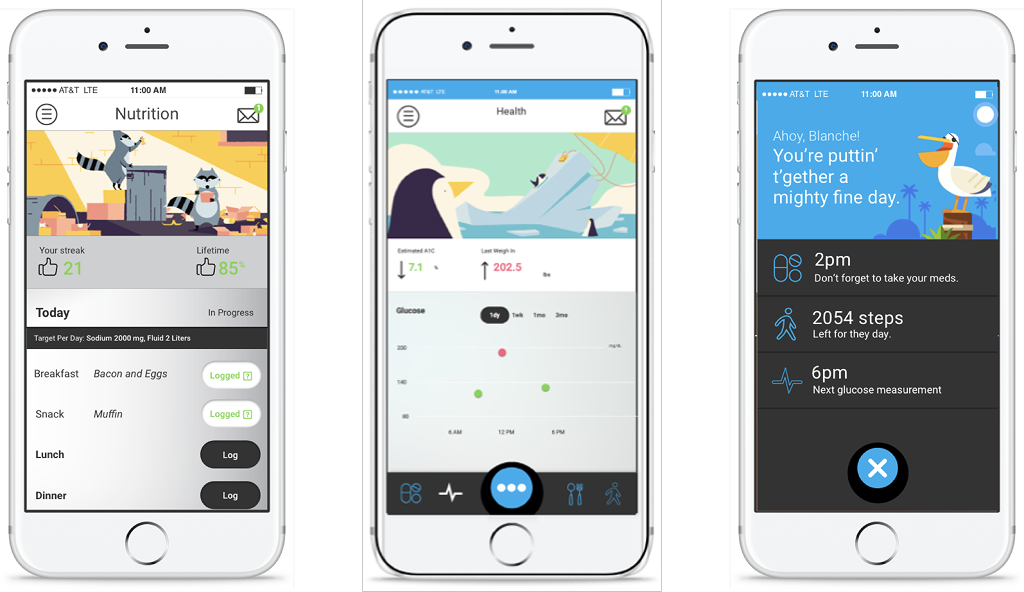 ●●●●● AT&T LTE 11:00 AM
Nutrition
1
Your streak Lifetime
21 85%
Today In Progress
Target Per Day: Sodium 2000 mg, Fluid 2 Liters
Breakfast Bacon and Eggs Logged ?
Snack Muffin Logged ?
Lunch Log
Dinner Log
●●●●● AT&T LTE 11:00 AM
Health
1
Estimated A1C Last Weigh In
7.1 % 202.5 lbs
Glucose 1dy 1wk 1mo 3mo
200 mg/dL
140
80
6 AM 12 PM 6 PM
●●●●● AT&T LTE 11:00 AM
Ahoy, Blanche!
You're puttin'
t'gether a
mighty fine day.
2pm
Don't forget to take your meds.
2054 steps
Left for they day.
6pm
Next glucose measurement